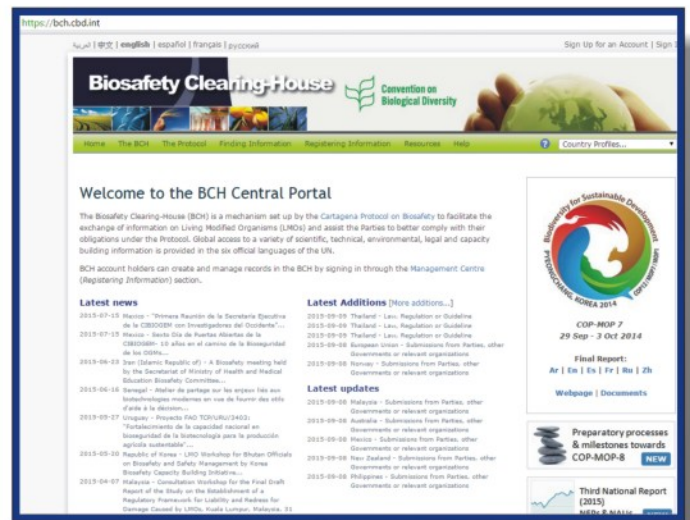 https://bch.cbd.int
عربية | 中文 | english | español | français | русский
Sign Up for an Account | Sign
Biosafety Clearing-House
Convention on
Biological Diversity
Home The BCH The Protocol Finding Information Registering Information Resources Help
Country Profiles...
Welcome to the BCH Central Portal
The Biosafety Clearing-House (BCH) is a mechanism set up by the Cartagena Protocol on Biosafety to facilitate the
exchange of information on Living Modified Organisms (LMOs) and assist the Parties to better comply with their
obligations under the Protocol. Global access to a variety of scientific, technical, environmental, legal and capacity
building information is provided in the six official languages of the UN.
BCH account holders can create and manage records in the BCH by signing in through the Management Centre
(Registering Information) section.
Latest news
2015-07-15 Mexico - "Primera Reunión de la Secretaría Ejecutiva
de la CIBIOGEM con Investigadores del Occidente"...
2015-07-15 Mexico - Sexto Día de Puertas Abiertas de la
CIBIOGEM- 10 años en el camino de la Bioseguridad
de los OGMs...
2015-06-23 Iran (Islamic Republic of) - A Biosafety meeting held
by the Secretariat of Ministry of Health and Medical
Education Biosafety Committee...
2015-06-16 Senegal - Atelier de partage sur les enjeux liés aux
biotechnologies modernes en vue de fournir des outils
d'aide à la décision...
2015-05-27 Uruguay - Proyecto FAO TCP/URU/3403:
"Fortalecimiento de la capacidad nacional en
bioseguridad de la biotecnología para la producción
agrícola sustentable"...
2015-05-20 Republic of Korea - LMO Workshop for Bhutan Officials
on Biosafety and Safety Management by Korea
Biosafety Capacity Building Initiative...
2015-04-07 Malaysia - Consultation Workshop for the Final Draft
Report of the Study on the Establishment of a
Regulatory Framework for Liability and Redress for
Damage Caused by LMOs, Kuala Lumpur, Malaysia, 31
Latest Additions [More additions...]
2015-09-09 Thailand - Law, Regulation or Guideline
2015-09-09 Thailand - Law, Regulation or Guideline
2015-09-08 European Union - Submissions from Parties, other
Governments or relevant organizations
2015-09-08 Norway - Submissions from Parties, other
Governments or relevant organizations
Latest updates
2015-09-08 Malaysia - Submissions from Parties, other
Governments or relevant organizations
2015-09-08 Australia - Submissions from Parties, other
Governments or relevant organizations
2015-09-08 Mexico - Submissions from Parties, other
Governments or relevant organizations
2015-09-08 New Zealand - Submissions from Parties, other
Governments or relevant organizations
2015-09-08 Philippines - Submissions from Parties, other
Governments or relevant organizations
Biodiversity for Sustainable Development
PYEONGCHANG, KOREA 2014
COP-MOP 7
29 Sep - 3 Oct 2014
Final Report:
Ar | En | Es | Fr | Ru | Zh
Webpage | Documents
Preparatory processes
& milestones towards
COP-MOP-8 NEW
Third National Report
(2015)